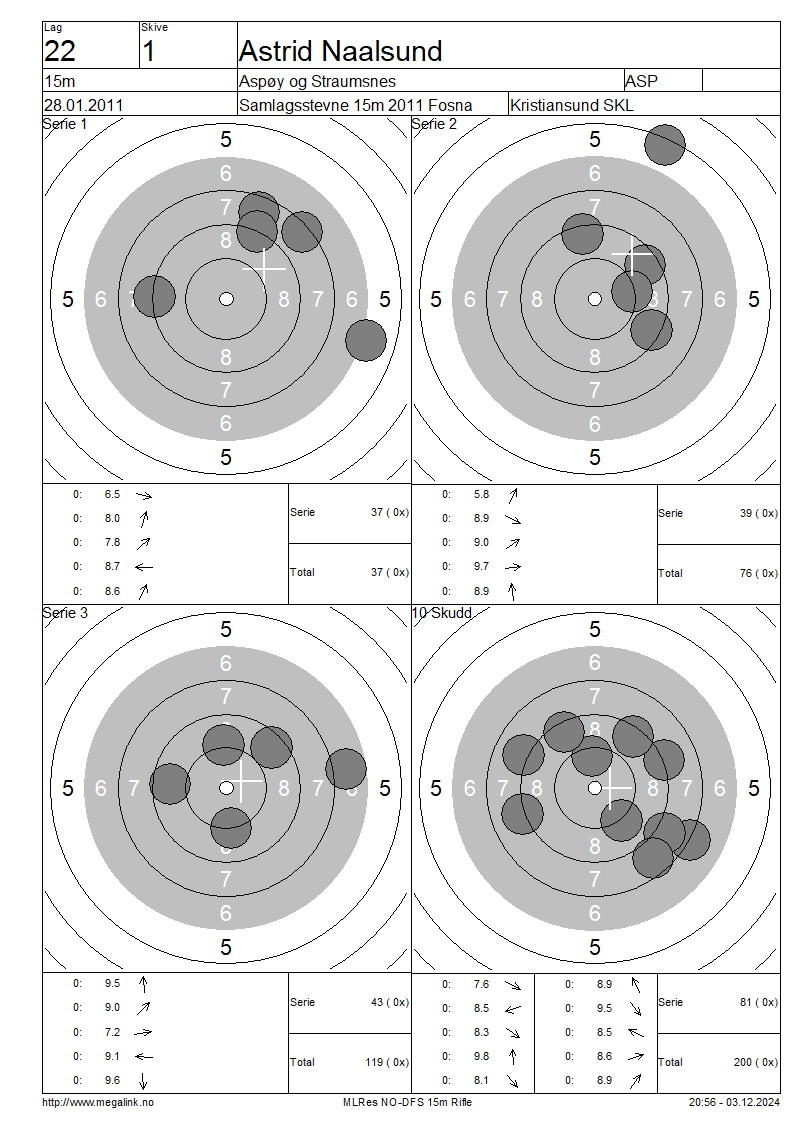 Lag
Skive
22
1
Astrid Naalsund
15m
Aspøy og Straumsnes
ASP
28.01.2011
Samlagsstevne 15m 2011 Fosna
Kristiansund SKL
Serie 1
5
6
7
8
5 6 7 8 7 6 5
8
7
6
5
0: 6.5
0: 8.0
0: 7.8
0: 8.7
0: 8.6
Serie 37 ( 0x)
Total 37 ( 0x)
Serie 2
5
6
7
5 6 7 8 8 7 6 5
8
7
6
5
0: 5.8
0: 8.9
0: 9.0
0: 9.7
0: 8.9
Serie 39 ( 0x)
Total 76 ( 0x)
Serie 3
5
6
7
8
5 6 7 8 7 6 5
8
7
6
5
0: 9.5
0: 9.0
0: 7.2
0: 9.1
0: 9.6
Serie 43 ( 0x)
Total 119 ( 0x)
10 Skudd
5
6
7
8
5 6 7 8 8 7 6 5
8
7
6
5
0: 7.6
0: 8.5
0: 8.3
0: 9.8
0: 8.1
0: 8.9
0: 9.5
0: 8.5
0: 8.6
0: 8.9
Serie 81 ( 0x)
Total 200 ( 0x)
http://www.megalink.no
MLRes NO-DFS 15m Rifle
20:56 - 03.12.2024